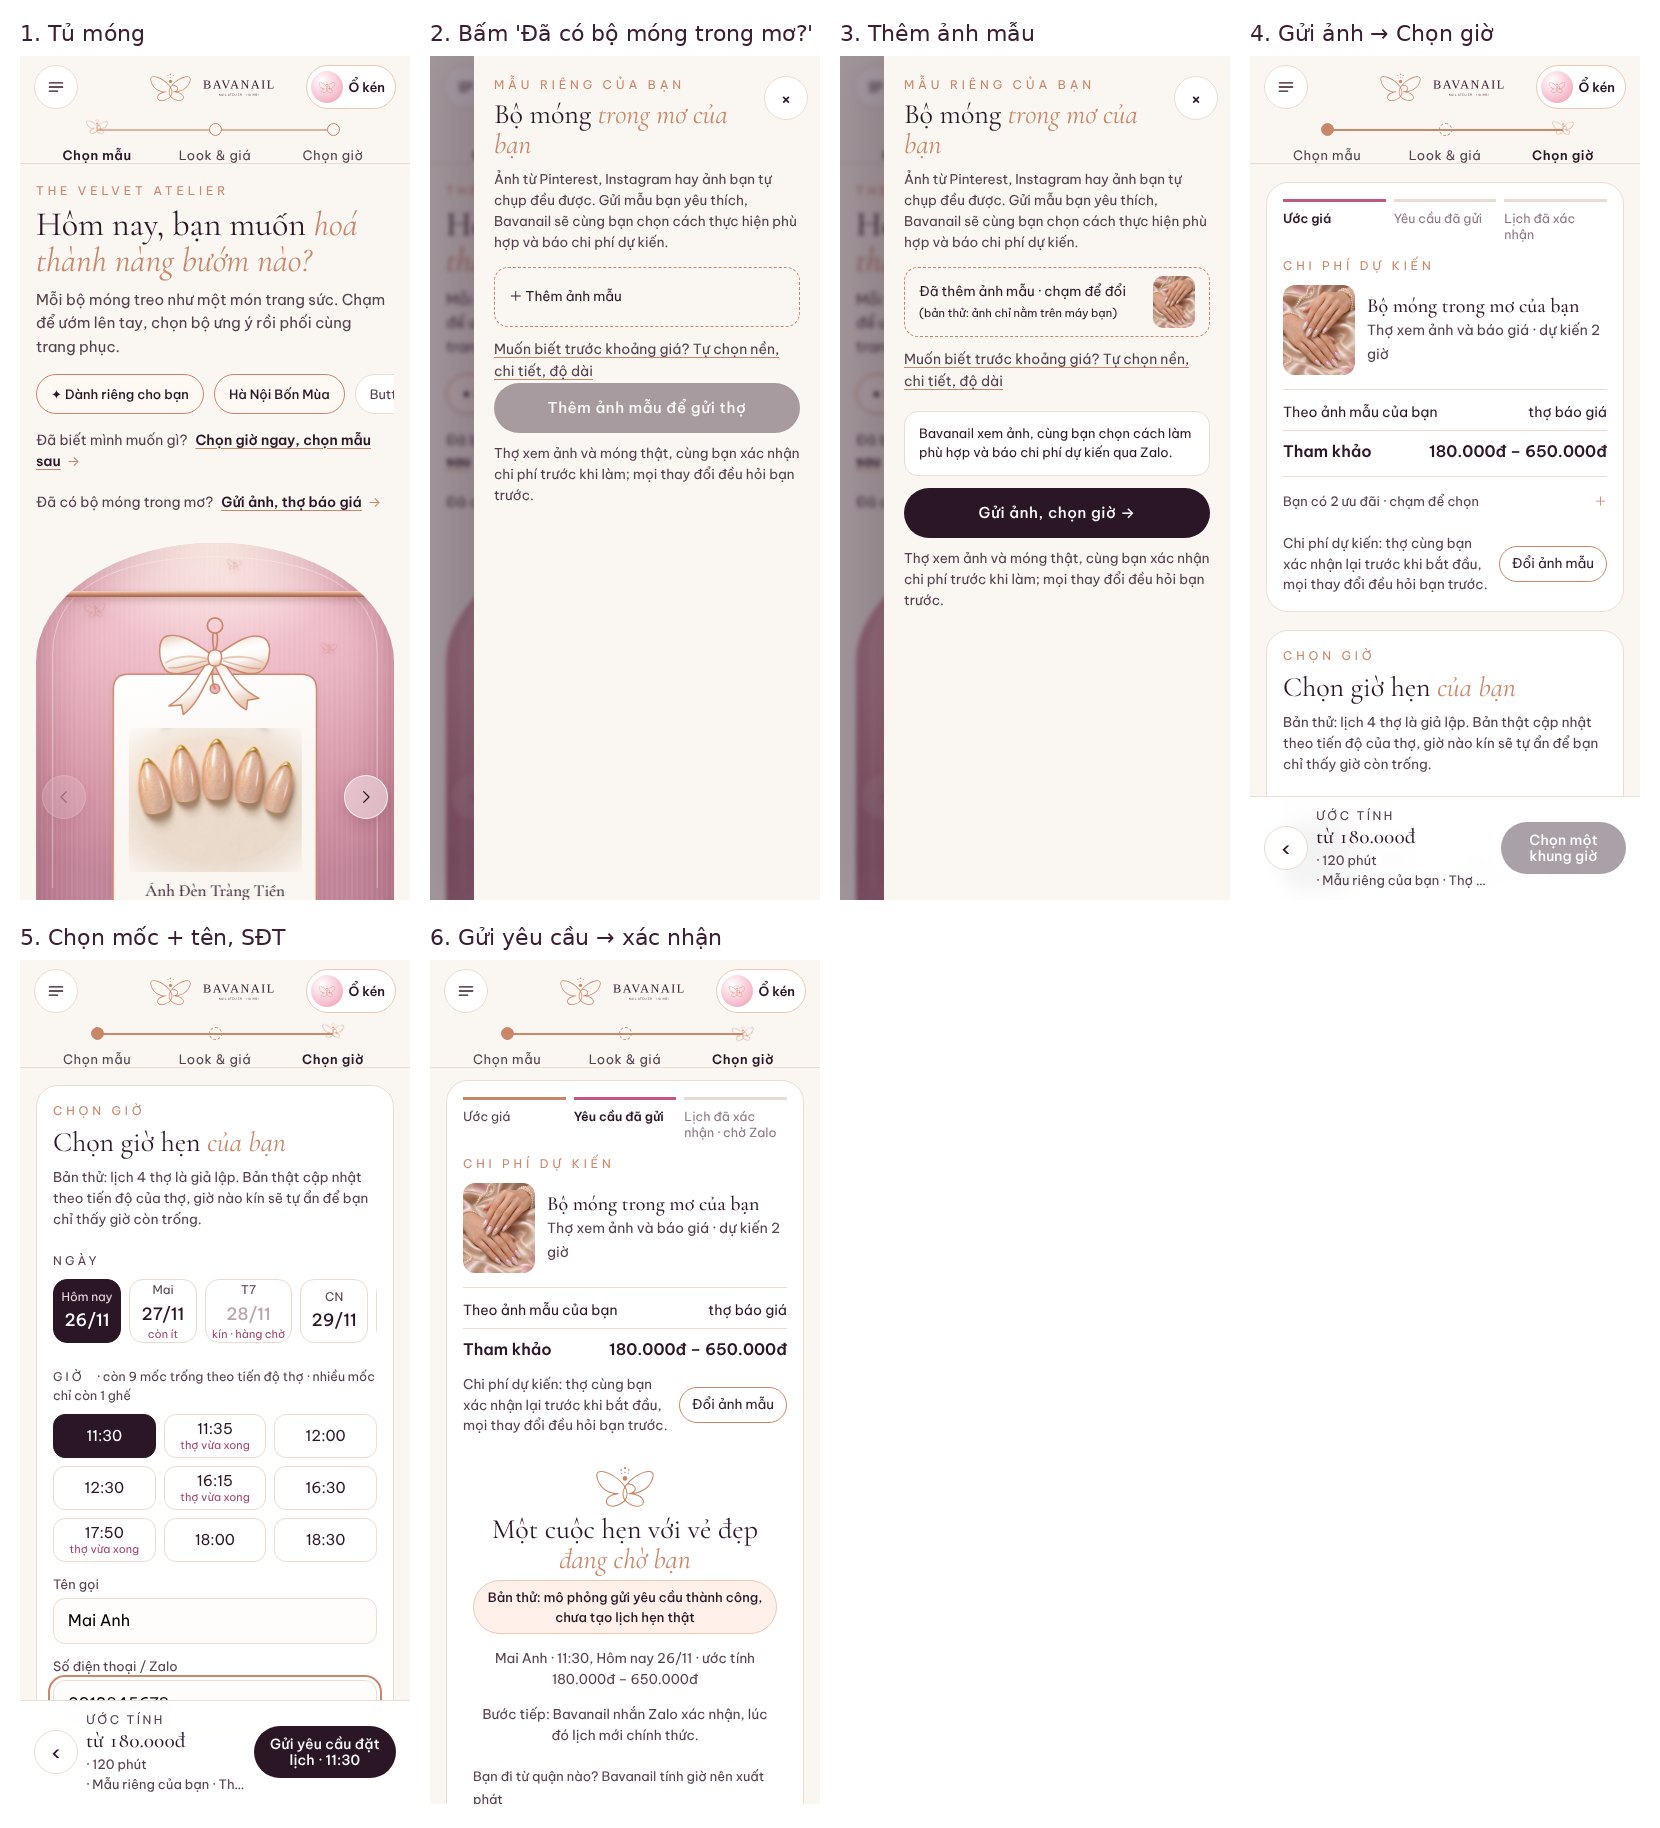 1. Tủ móng
BAVANAIL
Ổ kén
Chọn mẫu
Look & giá
Chọn giờ
THE VELVET ATELIER
Hôm nay, bạn muốn hoá
thành nàng bướm nào?
Mỗi bộ móng treo như một món trang sức. Chạm
để ướm lên tay, chọn bộ ưng ý rồi phối cùng
trang phục.
✦ Dành riêng cho bạn
Hà Nội Bốn Mùa
Butt
Đã biết mình muốn gì? Chọn giờ ngay, chọn mẫu
sau →
Đã có bộ móng trong mơ? Gửi ảnh, thợ báo giá →
Ánh Đèn Tràng Tiền
2. Bấm 'Đã có bộ móng trong mơ?'
MẪU RIÊNG CỦA BẠN
×
Bộ móng trong mơ của
bạn
Ảnh từ Pinterest, Instagram hay ảnh bạn tự
chụp đều được. Gửi mẫu bạn yêu thích,
Bavanail sẽ cùng bạn chọn cách thực hiện phù
hợp và báo chi phí dự kiến.
+ Thêm ảnh mẫu
Muốn biết trước khoảng giá? Tự chọn nền,
chi tiết, độ dài
Thêm ảnh mẫu để gửi thợ
Thợ xem ảnh và móng thật, cùng bạn xác nhận
chi phí trước khi làm; mọi thay đổi đều hỏi bạn
trước.
3. Thêm ảnh mẫu
MẪU RIÊNG CỦA BẠN
×
Bộ móng trong mơ của
bạn
Ảnh từ Pinterest, Instagram hay ảnh bạn tự
chụp đều được. Gửi mẫu bạn yêu thích,
Bavanail sẽ cùng bạn chọn cách thực hiện phù
hợp và báo chi phí dự kiến.
Đã thêm ảnh mẫu · chạm để đổi
(bản thử: ảnh chỉ nằm trên máy bạn)
Muốn biết trước khoảng giá? Tự chọn nền,
chi tiết, độ dài
Bavanail xem ảnh, cùng bạn chọn cách làm
phù hợp và báo chi phí dự kiến qua Zalo.
Gửi ảnh, chọn giờ →
Thợ xem ảnh và móng thật, cùng bạn xác nhận
chi phí trước khi làm; mọi thay đổi đều hỏi bạn
trước.
4. Gửi ảnh → Chọn giờ
BAVANAIL
Ổ kén
Chọn mẫu
Look & giá
Chọn giờ
Ước giá
Yêu cầu đã gửi
Lịch đã xác
nhận
CHI PHÍ DỰ KIẾN
Bộ móng trong mơ của bạn
Thợ xem ảnh và báo giá · dự kiến 2
giờ
Theo ảnh mẫu của bạn
thợ báo giá
Tham khảo
180.000đ – 650.000đ
Bạn có 2 ưu đãi · chạm để chọn
+
Chi phí dự kiến: thợ cùng bạn
xác nhận lại trước khi bắt đầu,
mọi thay đổi đều hỏi bạn trước.
Đổi ảnh mẫu
CHỌN GIỜ
Chọn giờ hẹn của bạn
Bản thử: lịch 4 thợ là giả lập. Bản thật cập nhật
theo tiến độ của thợ, giờ nào kín sẽ tự ẩn để bạn
chỉ thấy giờ còn trống.
ƯỚC TÍNH
từ 180.000đ
· 120 phút
· Mẫu riêng của bạn · Thợ ...
Chọn một
khung giờ
5. Chọn mốc + tên, SĐT
BAVANAIL
Ổ kén
Chọn mẫu
Look & giá
Chọn giờ
CHỌN GIỜ
Chọn giờ hẹn của bạn
Bản thử: lịch 4 thợ là giả lập. Bản thật cập nhật
theo tiến độ của thợ, giờ nào kín sẽ tự ẩn để bạn
chỉ thấy giờ còn trống.
NGÀY
Hôm nay
26/11
Mai
27/11
còn ít
T7
28/11
kín · hàng chờ
CN
29/11
GIỜ · còn 9 mốc trống theo tiến độ thợ · nhiều mốc
chỉ còn 1 ghế
11:30
11:35
thợ vừa xong
12:00
12:30
16:15
thợ vừa xong
16:30
17:50
thợ vừa xong
18:00
18:30
Tên gọi
Mai Anh
Số điện thoại / Zalo
ƯỚC TÍNH
từ 180.000đ
· 120 phút
· Mẫu riêng của bạn · Th...
Gửi yêu cầu đặt
lịch · 11:30
6. Gửi yêu cầu → xác nhận
BAVANAIL
Ổ kén
Chọn mẫu
Look & giá
Chọn giờ
Ước giá
Yêu cầu đã gửi
Lịch đã xác
nhận · chờ Zalo
CHI PHÍ DỰ KIẾN
Bộ móng trong mơ của bạn
Thợ xem ảnh và báo giá · dự kiến 2
giờ
Theo ảnh mẫu của bạn
thợ báo giá
Tham khảo
180.000đ – 650.000đ
Chi phí dự kiến: thợ cùng bạn
xác nhận lại trước khi bắt đầu,
mọi thay đổi đều hỏi bạn trước.
Đổi ảnh mẫu
Một cuộc hẹn với vẻ đẹp
đang chờ bạn
Bản thử: mô phỏng gửi yêu cầu thành công,
chưa tạo lịch hẹn thật
Mai Anh · 11:30, Hôm nay 26/11 · ước tính
180.000đ – 650.000đ
Bước tiếp: Bavanail nhắn Zalo xác nhận, lúc
đó lịch mới chính thức.
Bạn đi từ quận nào? Bavanail tính giờ nên xuất
phát